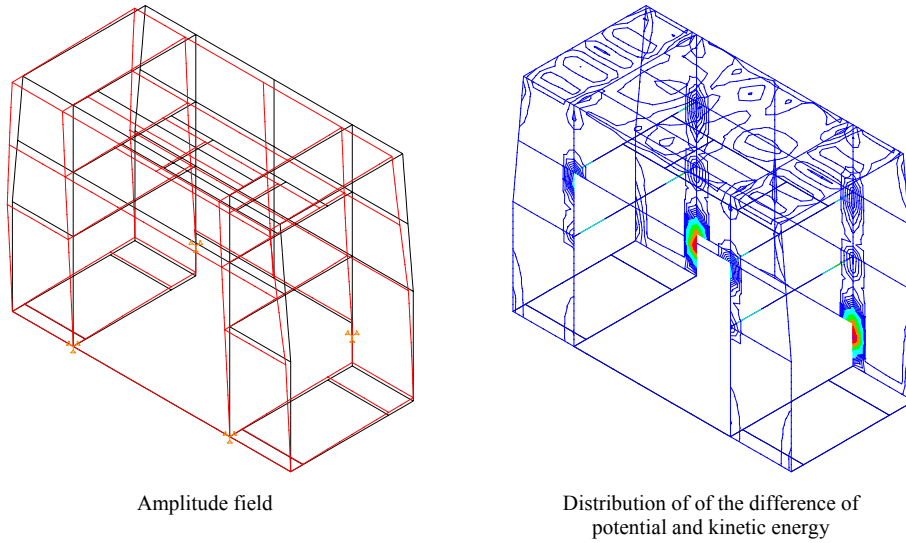 Amplitude field
Distribution of of the difference of
potential and kinetic energy